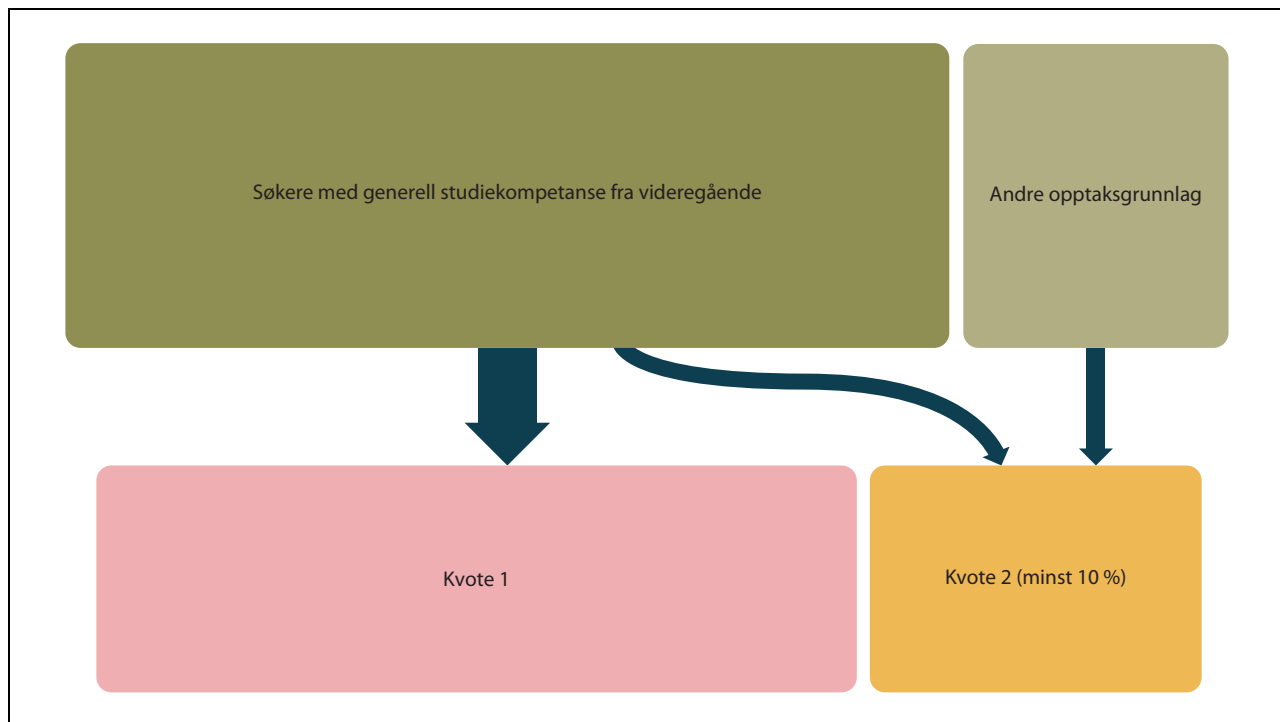 Søkere med generell studiekompetanse fra videregående
Andre opptaksgrunnlag
Kvote 1
Kvote 2 (minst 10 %)